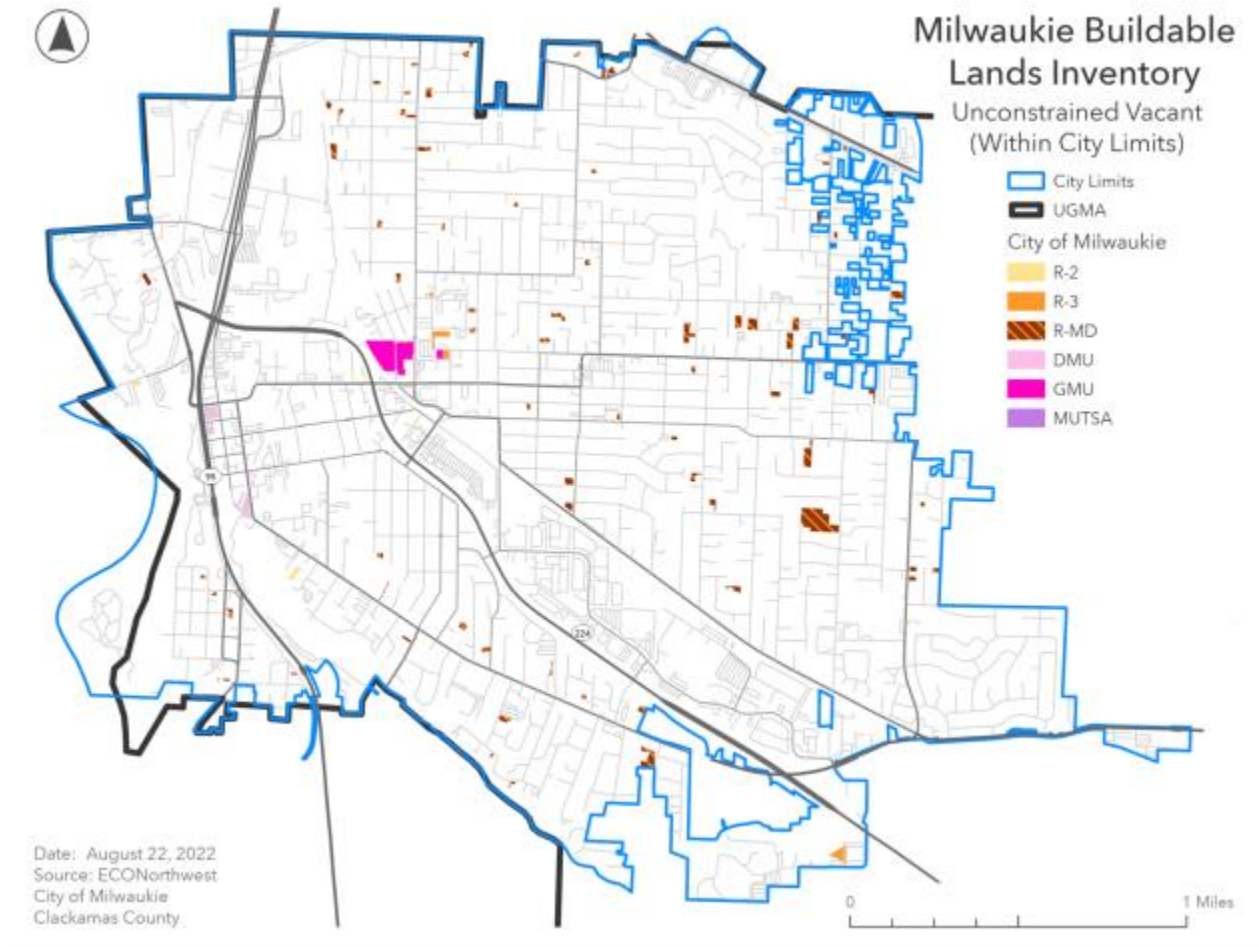 Milwaukie Buildable
Lands Inventory
Unconstrained Vacant
(Within City Limits)
City Limits
UGMA
City of Milwaukie
R-2
R-3
R-MD
DMU
GMU
MUTSA
99
224
Date: August 22, 2022
Source: ECONorthwest
City of Milwaukie
Clackamas County
0 1 Miles